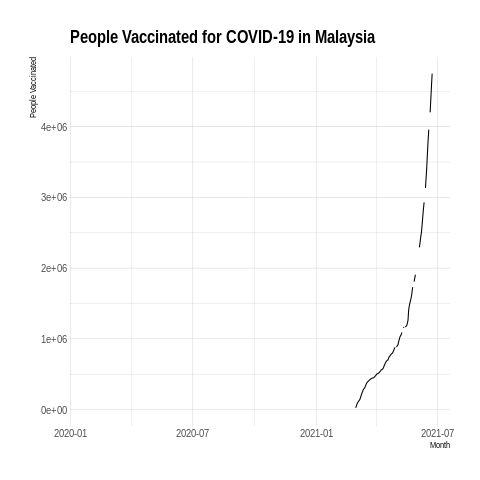 People Vaccinated for COVID-19 in Malaysia
People Vaccinated
4e+06
3e+06
2e+06
1e+06
0e+00
2020-01
2020-07
2021-01
2021-07
Month